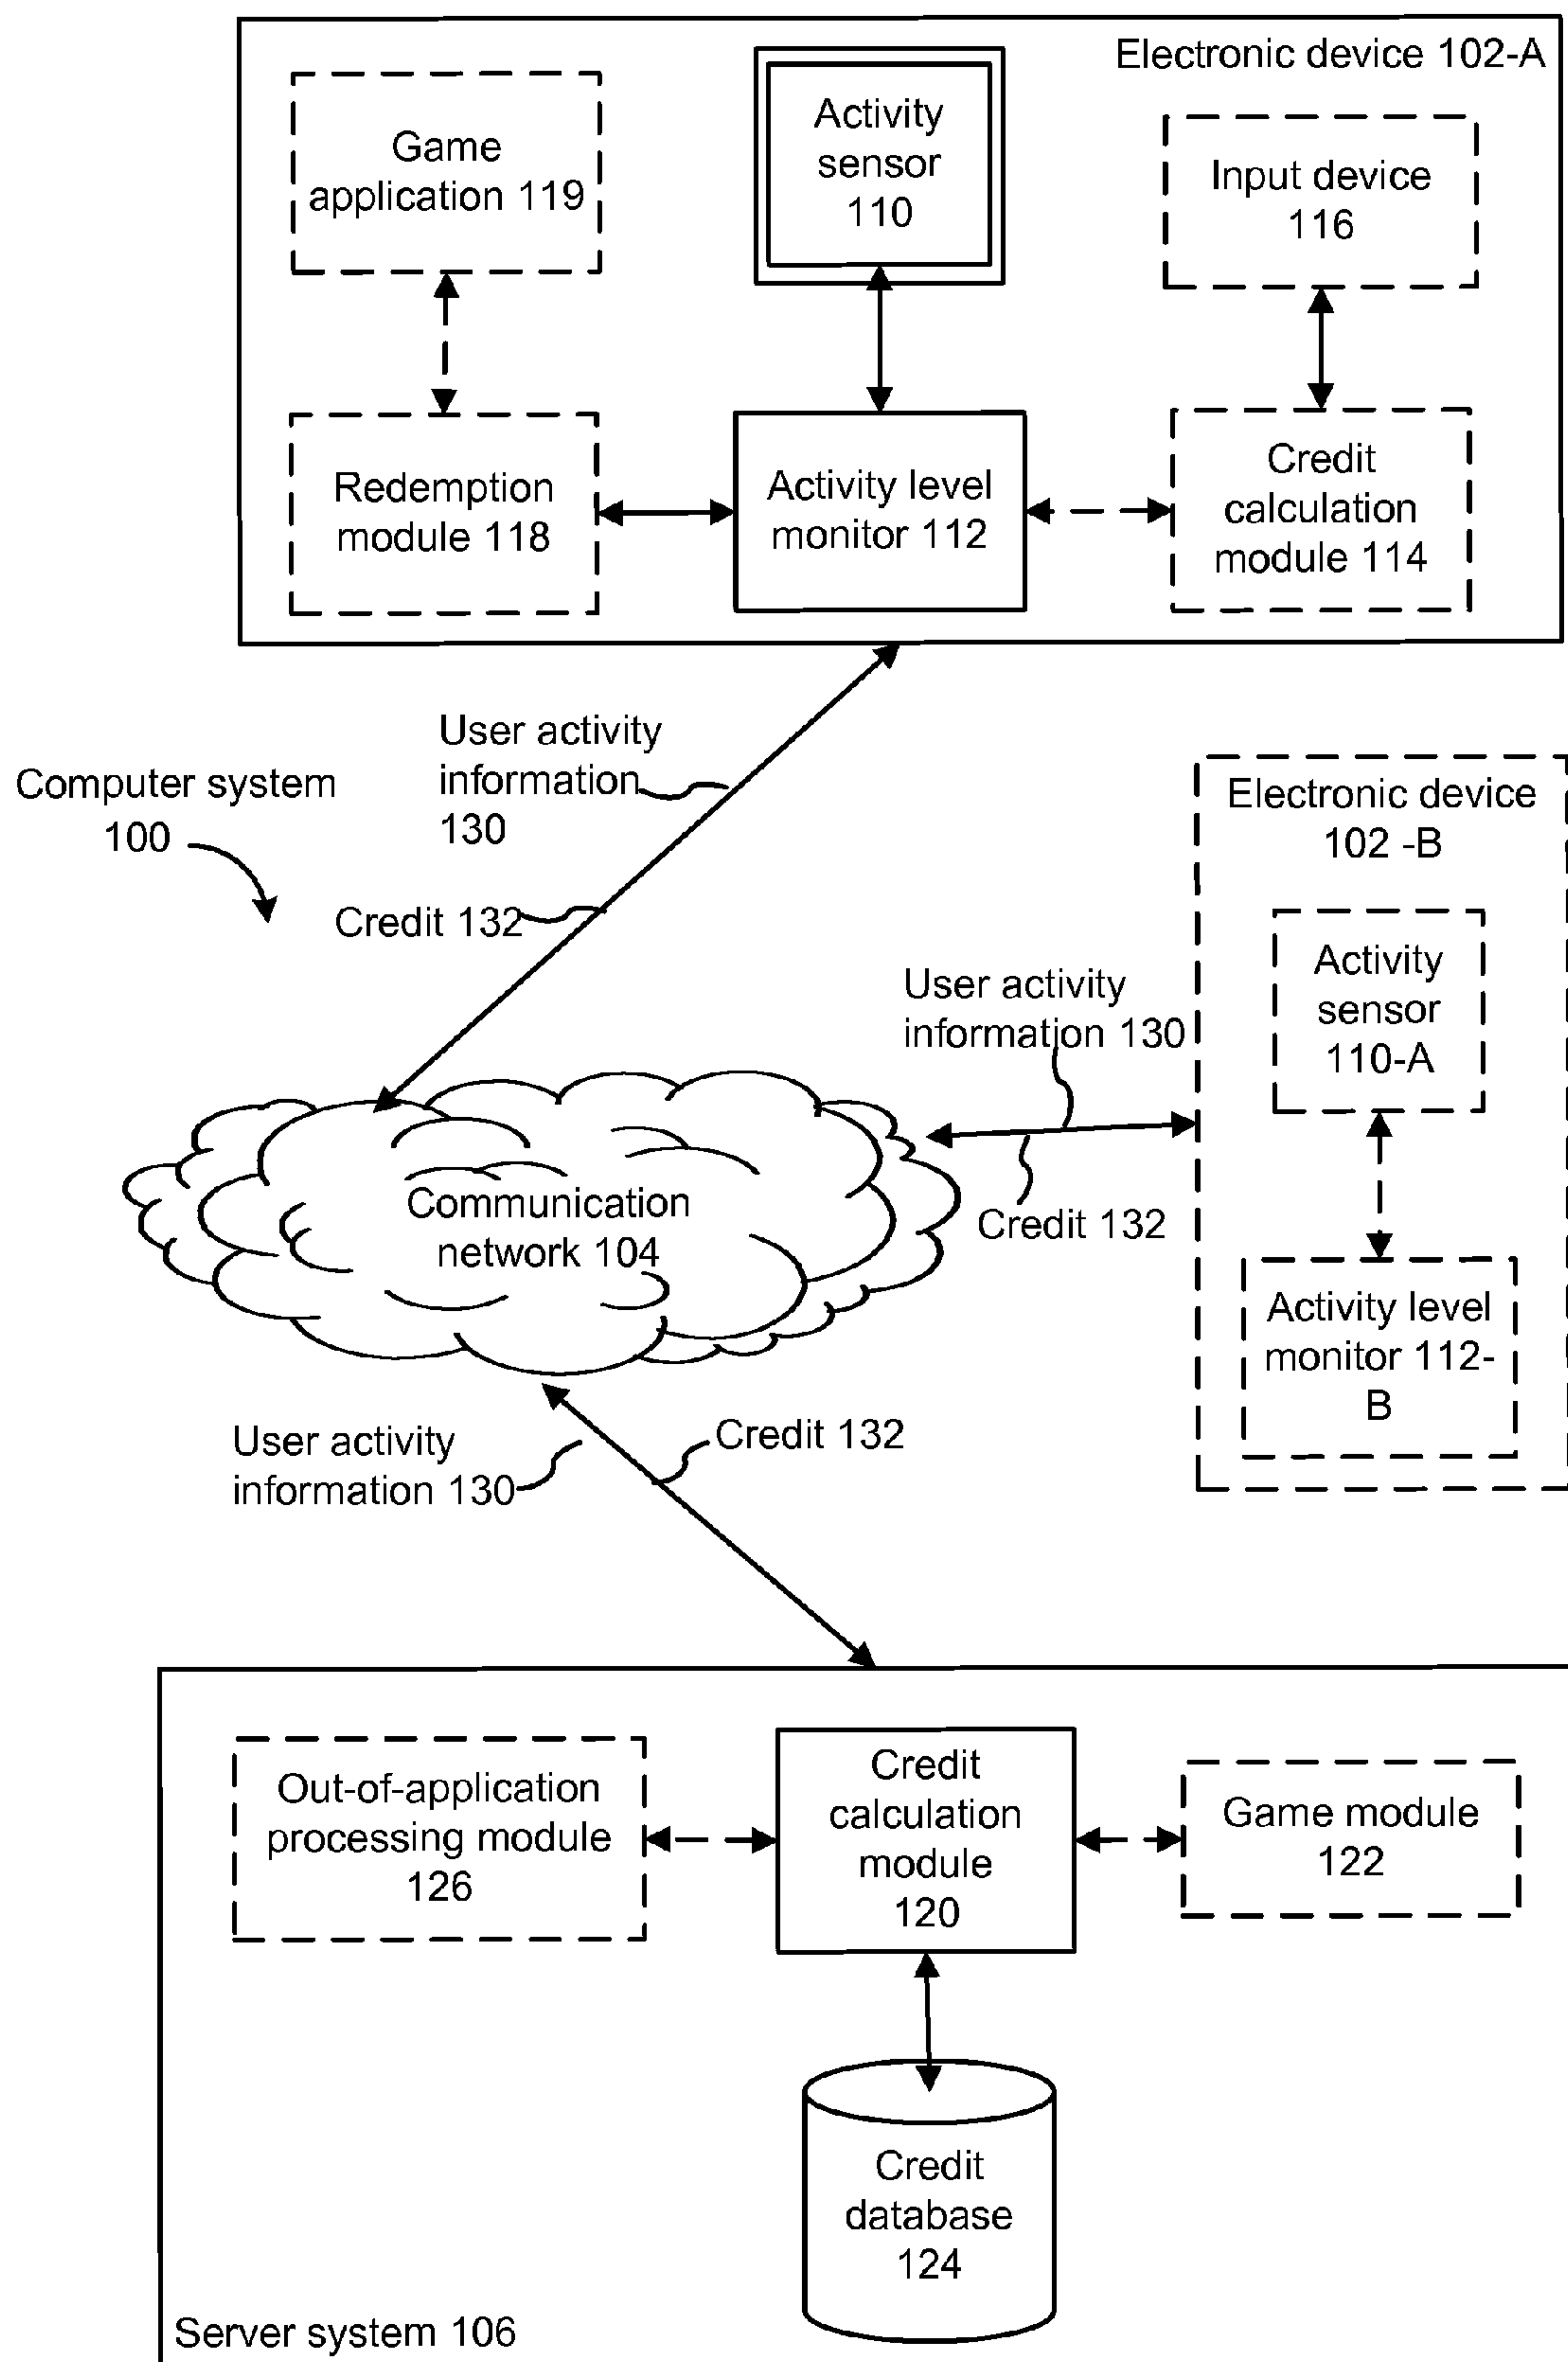 Electronic device 102-A
Game
application 119
Activity
sensor
110
Input device
116
Redemption
module 118
Activity level
monitor 112
Credit
calculation
module 114
User activity
information
130
Computer system
100
Credit 132
Electronic device
102 -B
Activity
sensor
110-A
User activity
information 130
Credit 132
Communication
network 104
Activity level
monitor 112-
B
User activity
information 130
Credit 132
Out-of-application
processing module
126
Credit
calculation
module
120
Game module
122
Credit
database
124
Server system 106